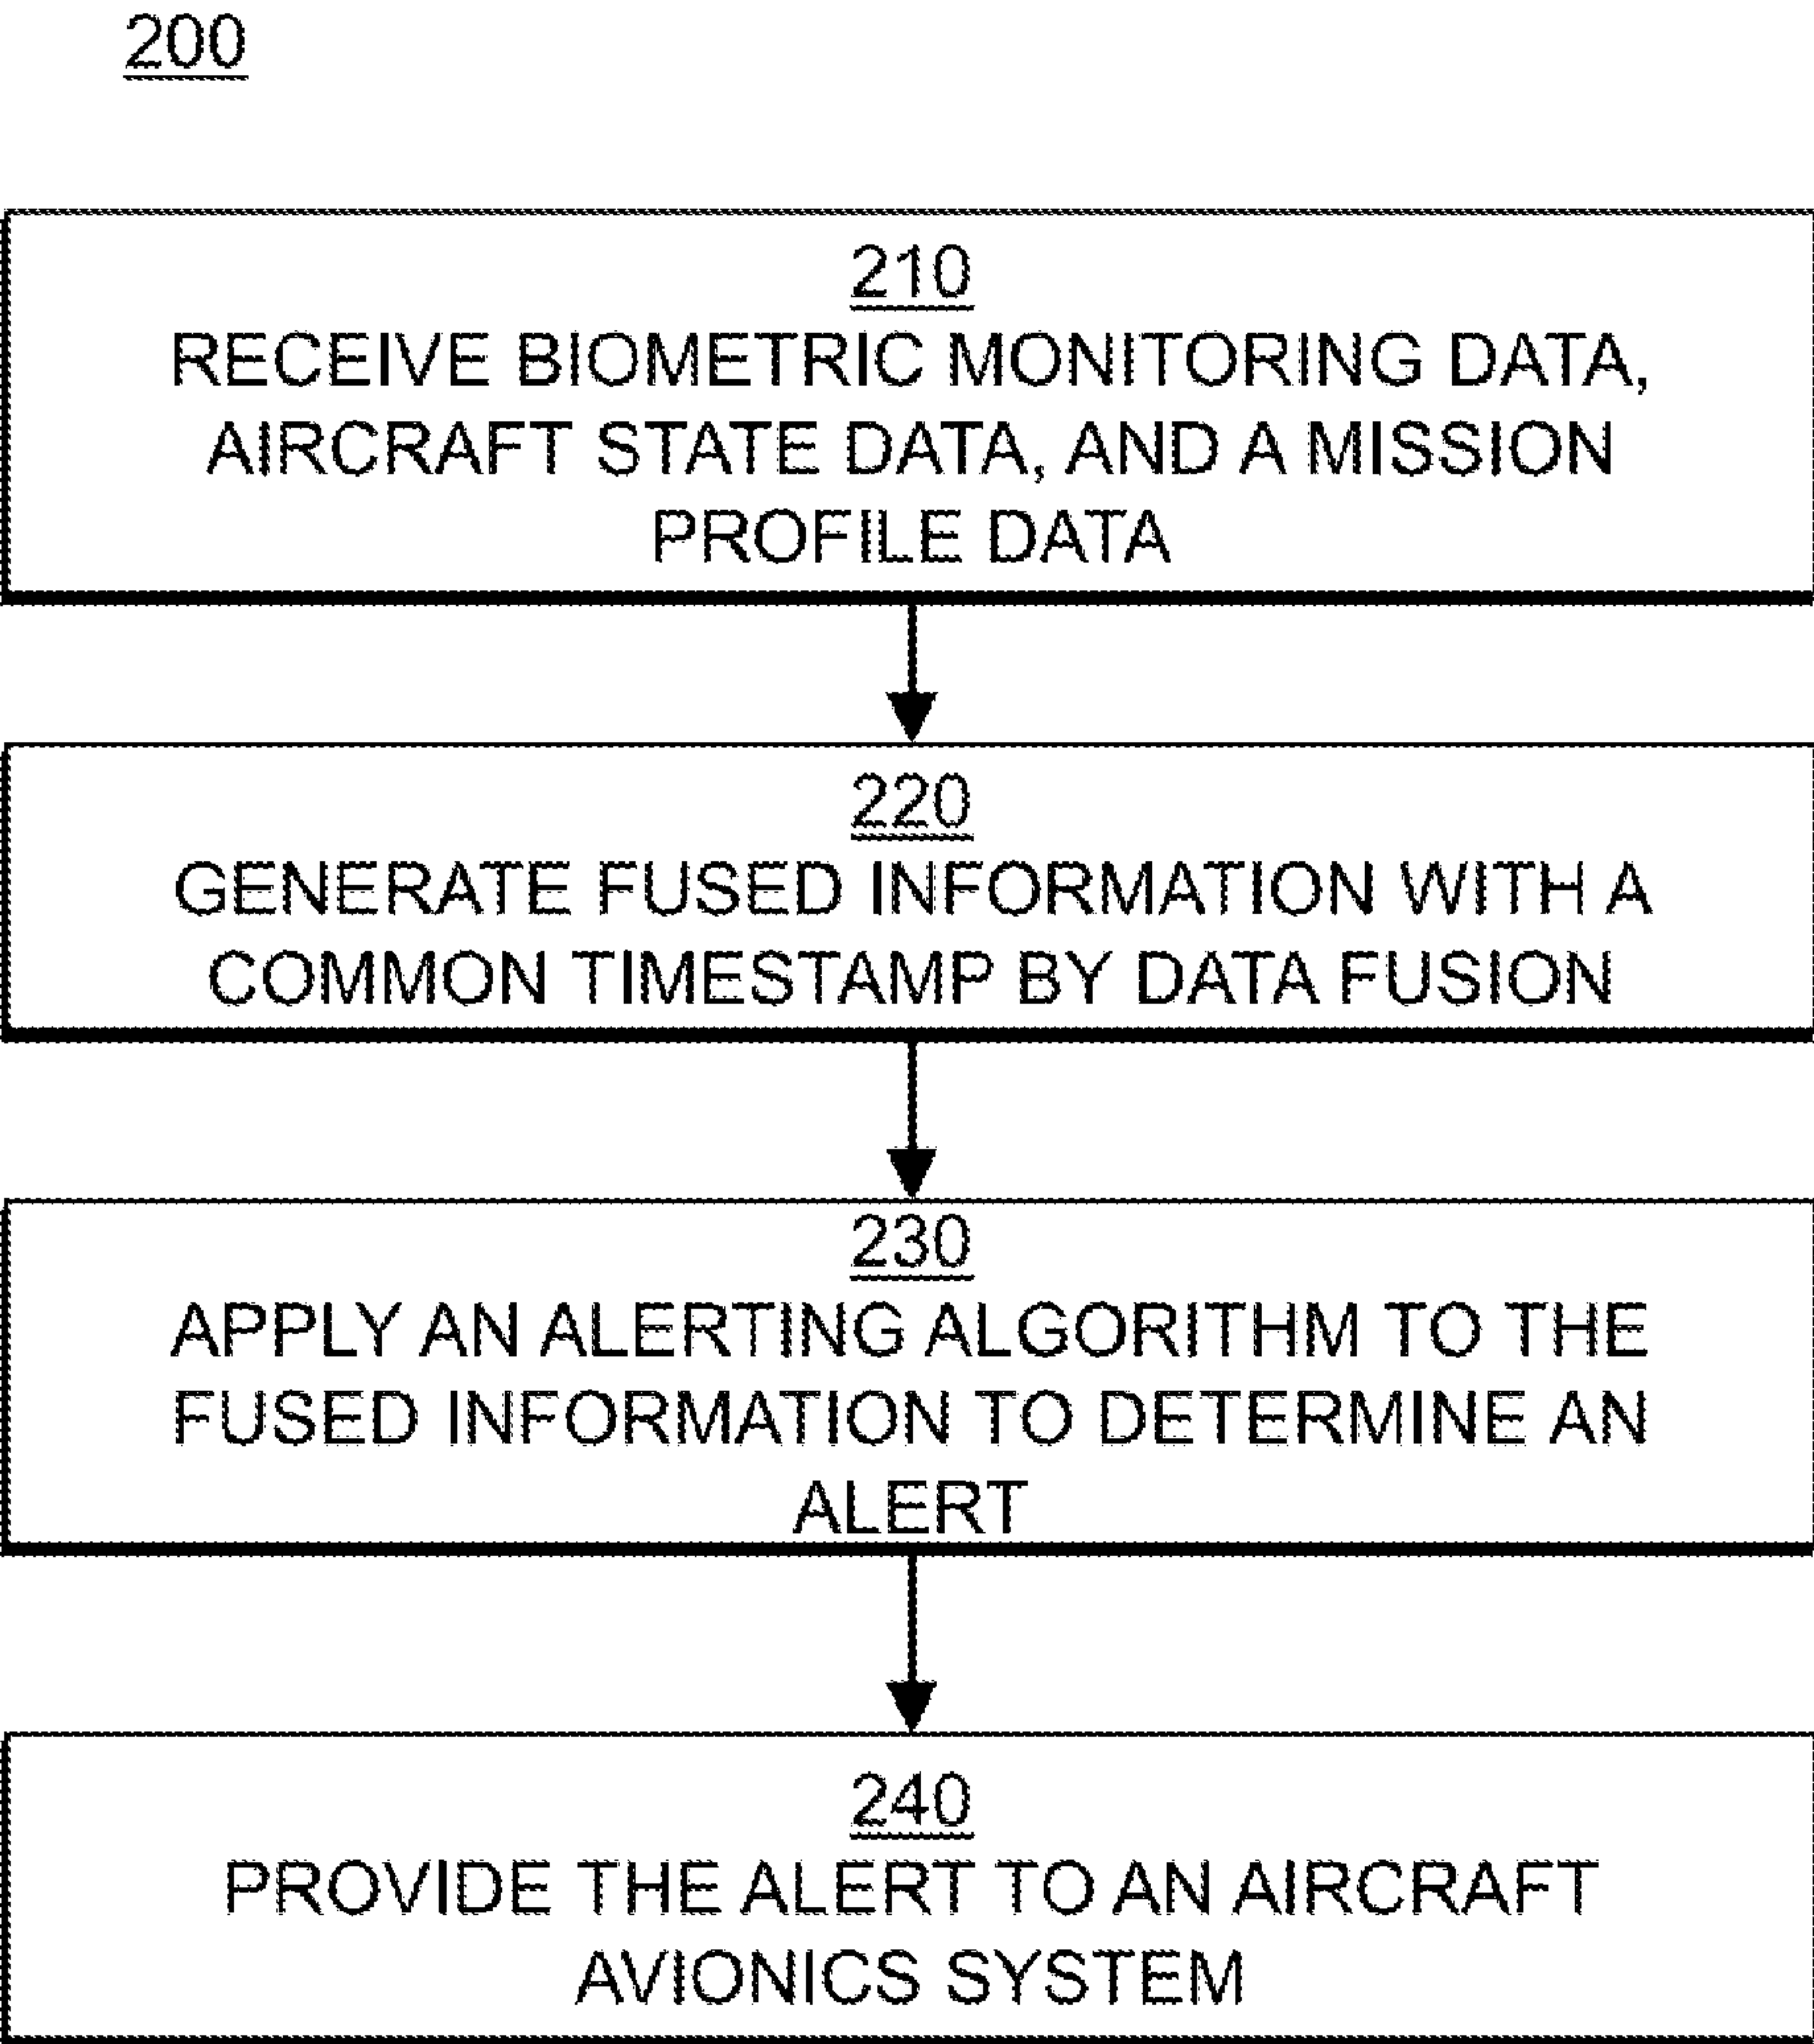 200
210
RECEIVE BIOMETRIC MONITORING DATA,
AIRCRAFT STATE DATA, AND A MISSION
PROFILE DATA
220
GENERATE FUSED INFORMATION WITH A
COMMON TIMESTAMP BY DATA FUSION
230
APPLY AN ALERTING ALGORITHM TO THE
FUSED INFORMATION TO DETERMINE AN
ALERT
240
PROVIDE THE ALERT TO AN AIRCRAFT
AVIONICS SYSTEM